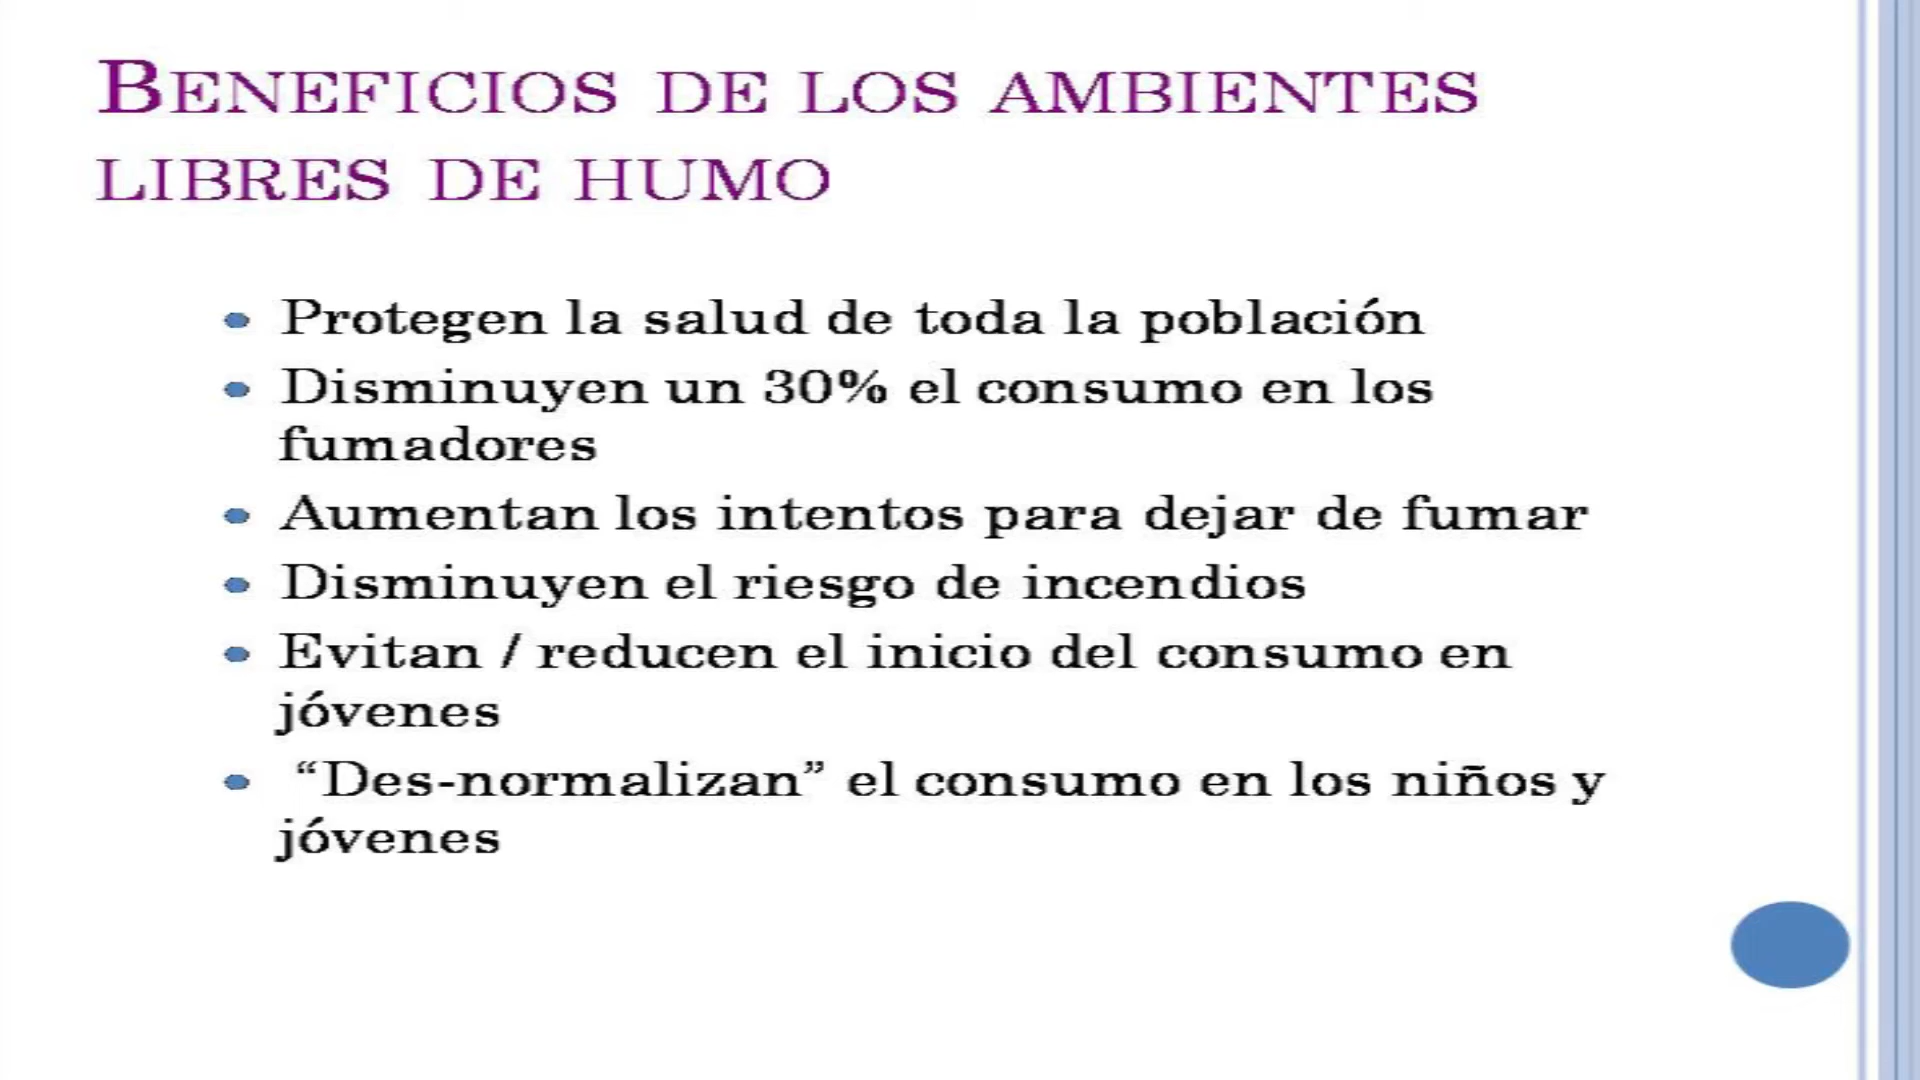 BENEFICIOS DE LOS AMBIENTES
LIBRES DE HUMO
• Protegen la salud de toda la población
• Disminuyen un 30% el consumo en los
fumadores
• Aumentan los intentos para dejar de fumar
• Disminuyen el riesgo de incendios
• Evitan / reducen el inicio del consumo en
jóvenes
• “Des-normalizan” el consumo en los niños y
jóvenes